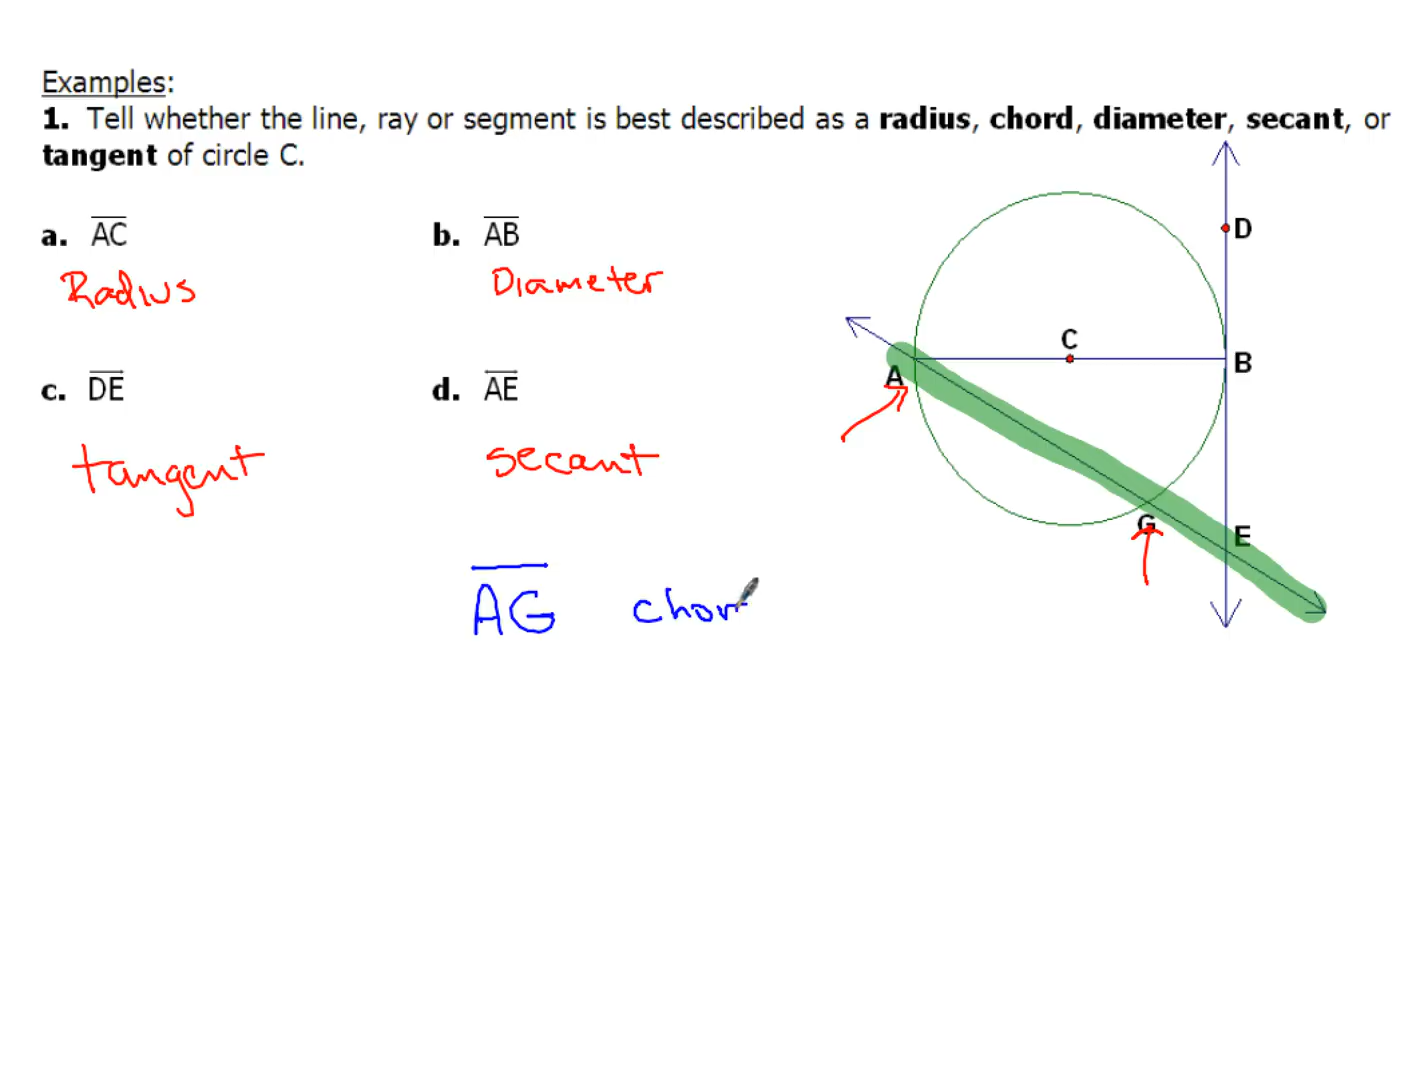 Examples:
1. Tell whether the line, ray or segment is best described as a radius, chord, diameter, secant, or
tangent of circle C.
a. AC
b. AB
Radius
Diameter
c. DE
d. AE
tangent
secant
AG chor
D
C
B
A
G
E